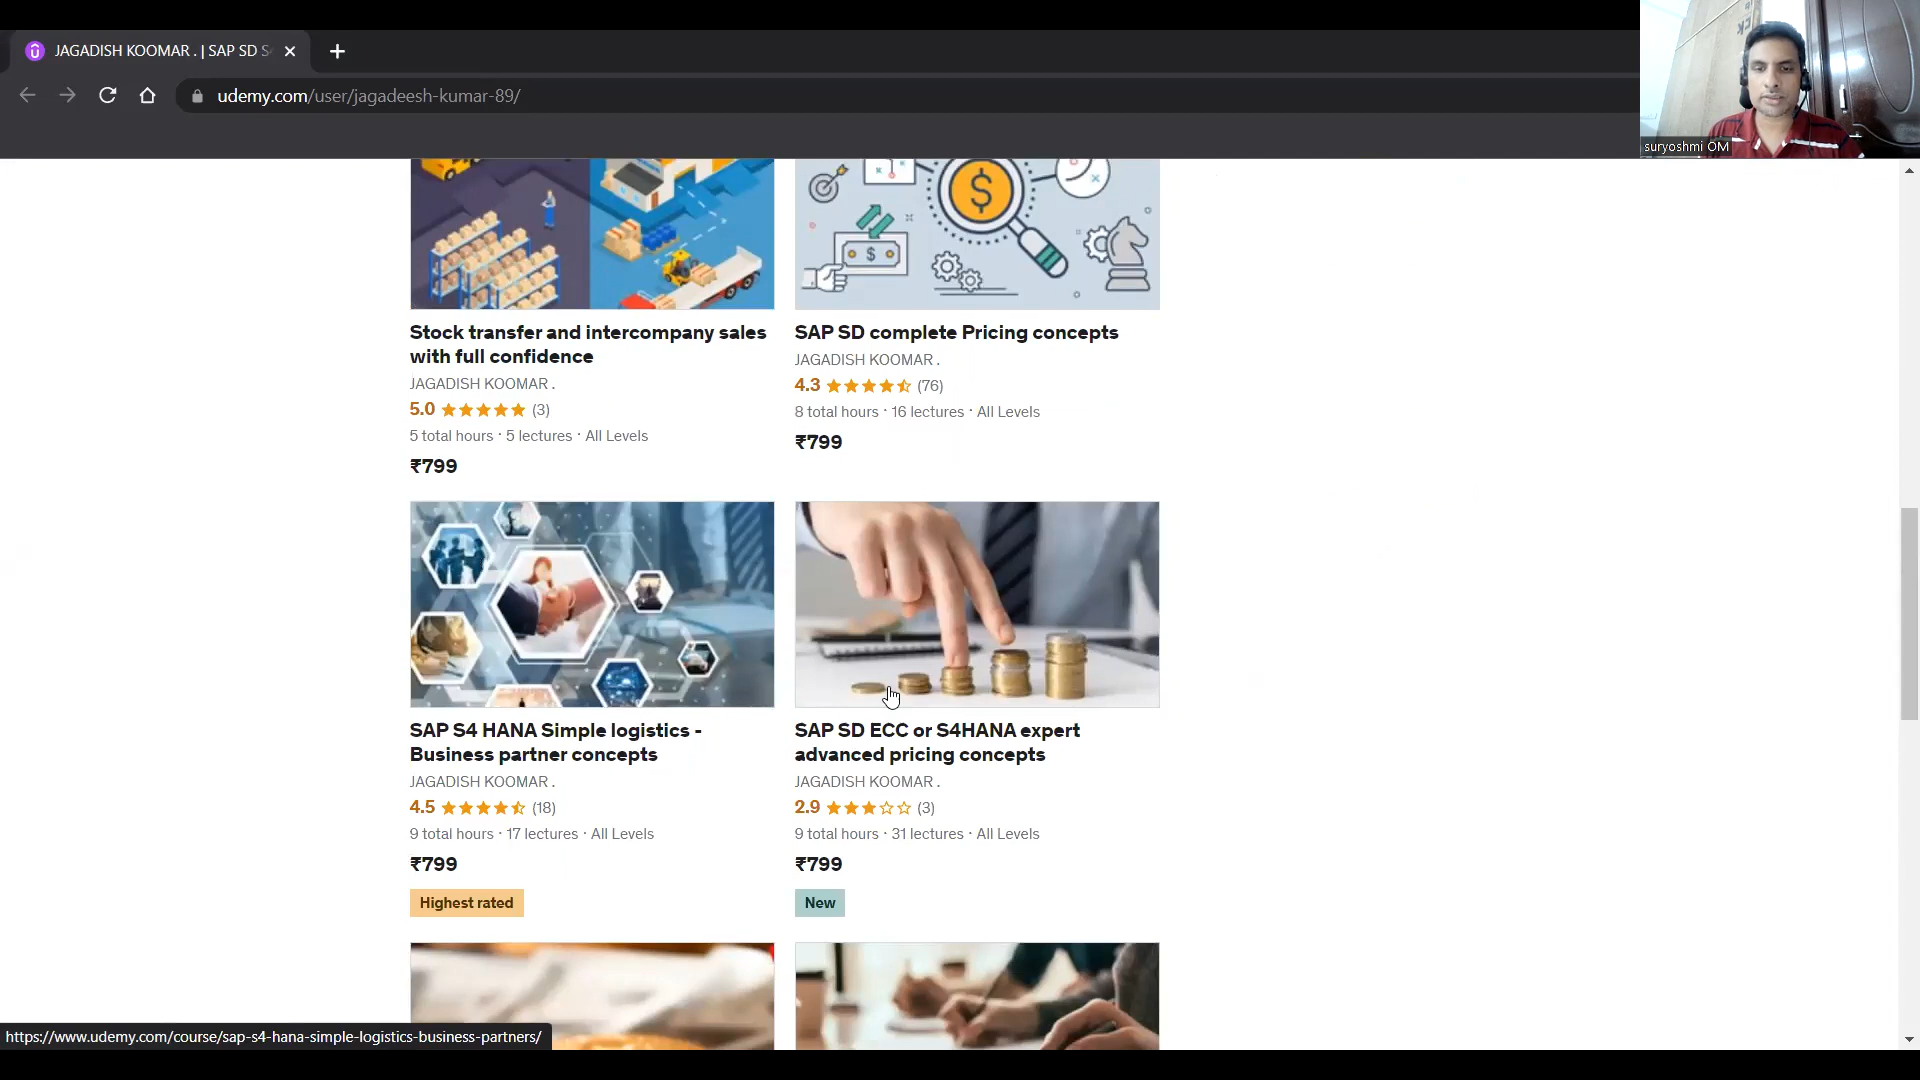 JAGADISH KOOMAR . | SAP SD S
udemy.com/user/jagadeesh-kumar-89/
suryoshmi OM
Stock transfer and intercompany sales
with full confidence
JAGADISH KOOMAR .
5.0 (3)
5 total hours · 5 lectures · All Levels
₹799
SAP SD complete Pricing concepts
JAGADISH KOOMAR .
4.3 (76)
8 total hours · 16 lectures · All Levels
₹799
SAP S4 HANA Simple logistics -
Business partner concepts
JAGADISH KOOMAR .
4.5 (18)
9 total hours · 17 lectures · All Levels
₹799
Highest rated
SAP SD ECC or S4HANA expert
advanced pricing concepts
JAGADISH KOOMAR .
2.9 (3)
9 total hours · 31 lectures · All Levels
₹799
New
https://www.udemy.com/course/sap-s4-hana-simple-logistics-business-partners/